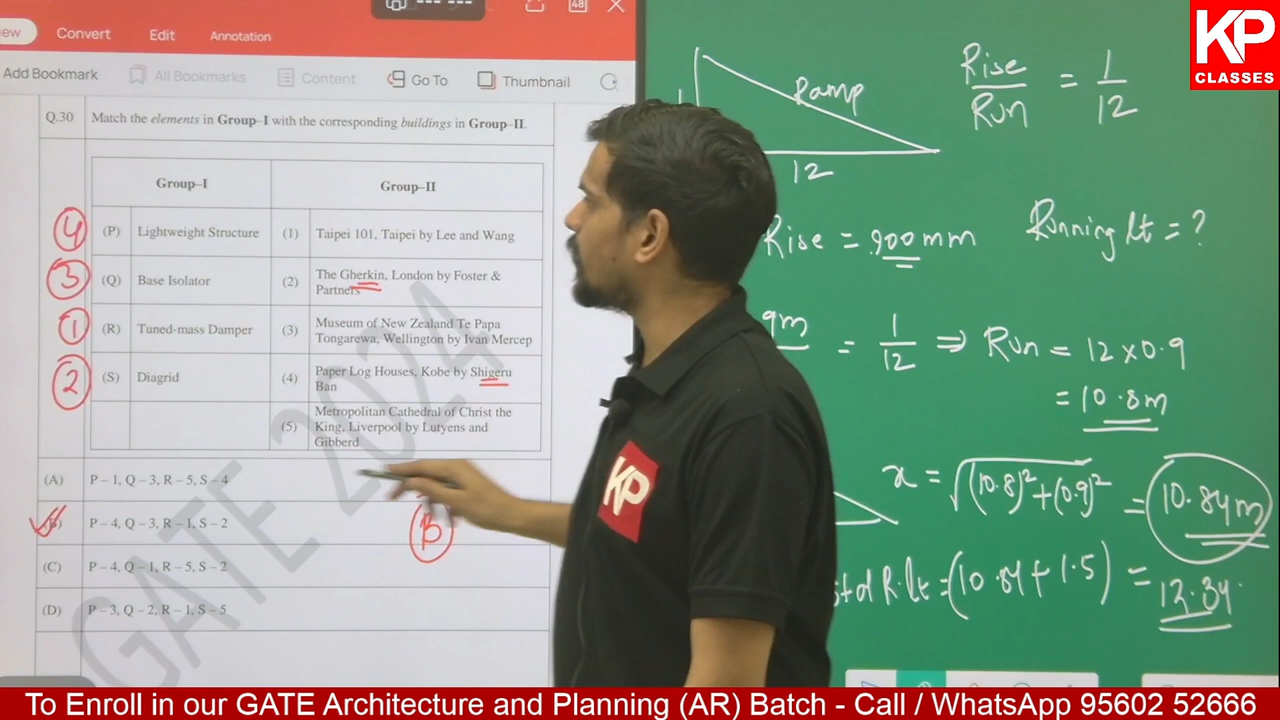 48
ew Convert Edit Annotation
Add Bookmark All Bookmarks Content Go To Thumbnail
Q.30 Match the elements in Group–I with the corresponding buildings in Group–II.
Group–I Group–II
4 (P) Lightweight Structure (1) Taipei 101, Taipei by Lee and Wang
3 (Q) Base Isolator (2) The Gherkin, London by Foster &
Partners
1 (R) Tuned-mass Damper (3) Museum of New Zealand Te Papa
Tongarewa, Wellington by Ivan Mercep
2 (S) Diagrid (4) Paper Log Houses, Kobe by Shigeru
Ban
(5) Metropolitan Cathedral of Christ the
King, Liverpool by Lutyens and
Gibberd
(A) P – 1, Q – 3, R – 5, S – 4
(B) P – 4, Q – 3, R – 1, S – 2
B
(C) P – 4, Q – 1, R – 5, S – 2
(D) P – 3, Q – 2, R – 1, S – 5
GATE 2024
Ramp
12
Rise/Run = 1/12
Rise = 900mm Running lt = ?
9m = 1/12 ⇒ Run = 12 × 0.9
= 10.8m
x = √(10.8)² + (0.9)² = 10.84m
R.lt = (10.84 + 1.5) = 12.34
KP
CLASSES
KP
To Enroll in our GATE Architecture and Planning (AR) Batch - Call / WhatsApp 95602 52666